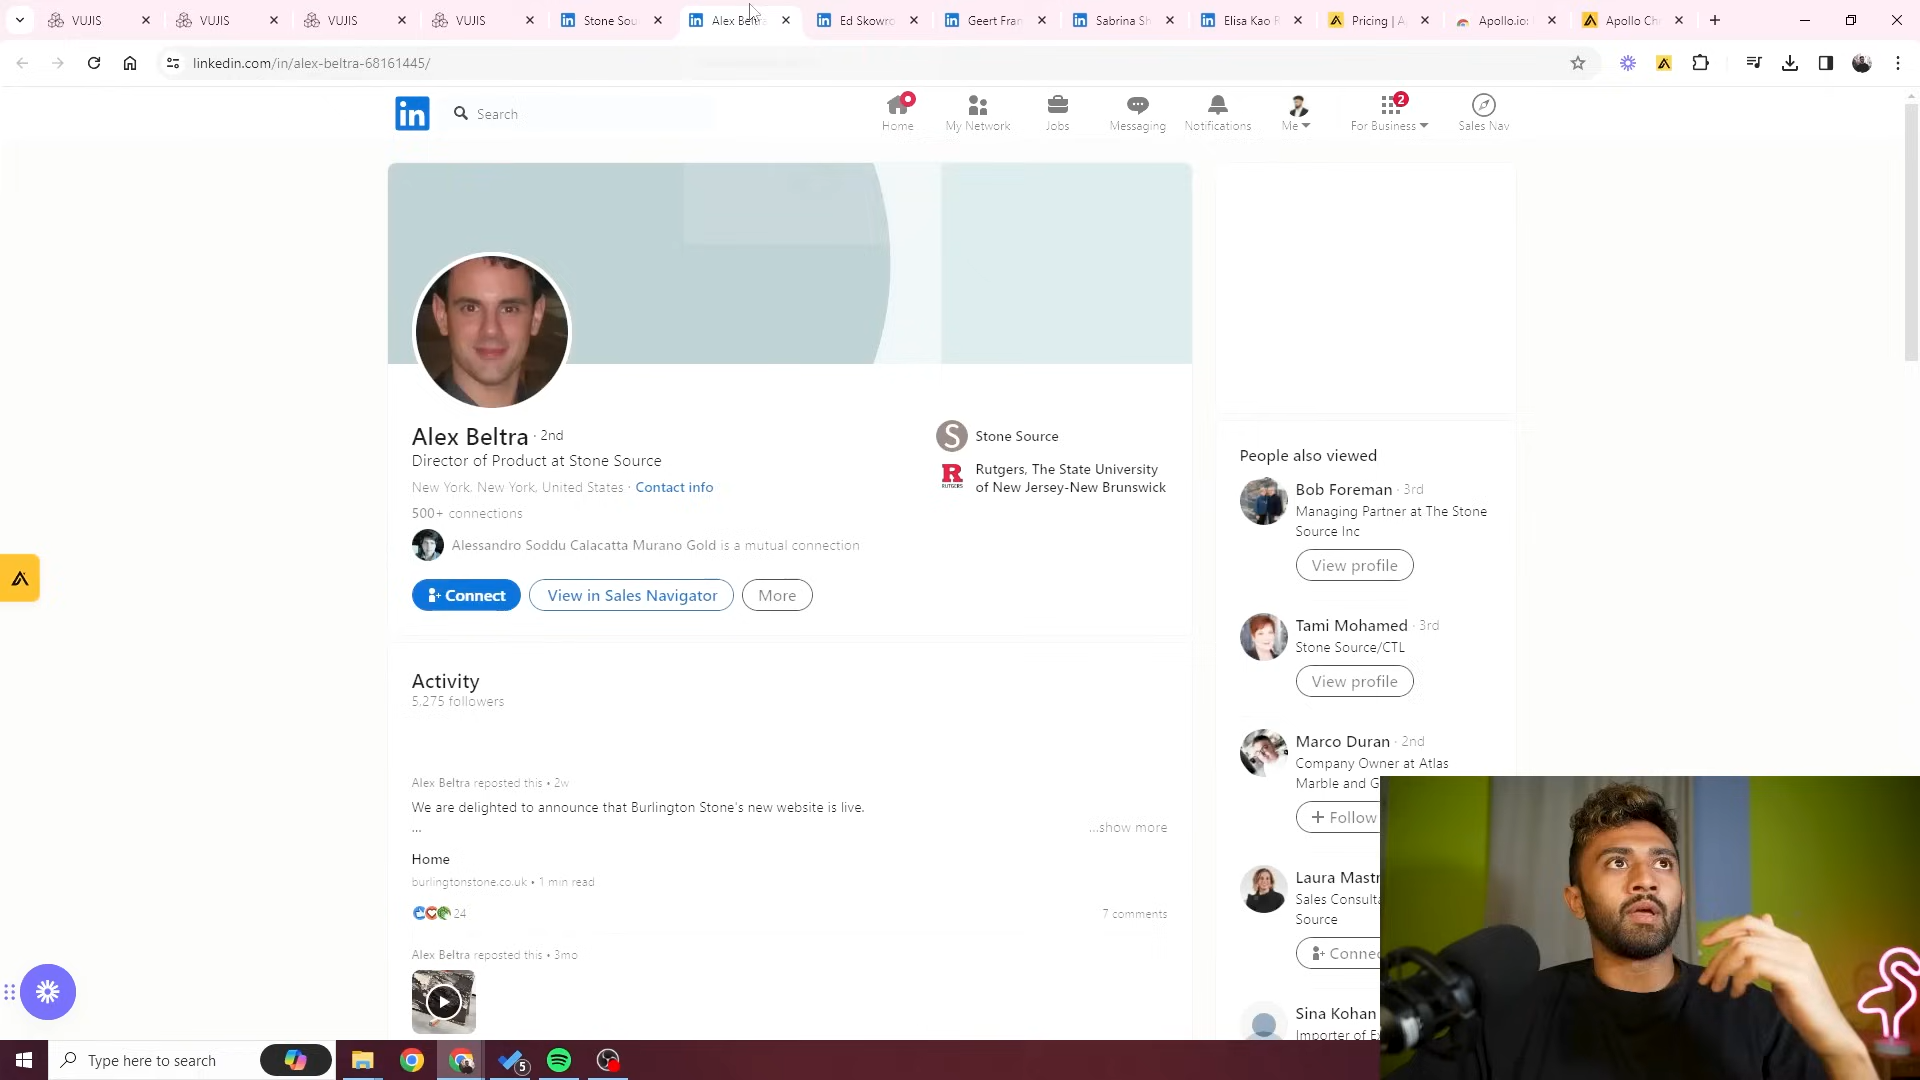 VUJIS
VUJIS
VUJIS
VUJIS
Stone Sou
Alex Beltra
Ed Skowro
Geert Fran
Sabrina Sh
Elisa Kao R
Pricing | A
Apollo.io:
Apollo Ch
linkedin.com/in/alex-beltra-68161445/
in
Search
Home
My Network
Jobs
Messaging
Notifications
Me
2
For Business
Sales Nav
Alex Beltra · 2nd
Director of Product at Stone Source
New York, New York, United States · Contact info
500+ connections
Alessandro Soddu Calacatta Murano Gold is a mutual connection
Connect
View in Sales Navigator
More
S
Stone Source
R
RUTGERS
Rutgers, The State University
of New Jersey-New Brunswick
Activity
5,275 followers
Alex Beltra reposted this • 2w
We are delighted to announce that Burlington Stone's new website is live.
...
...show more
Home
burlingtonstone.co.uk • 1 min read
24
7 comments
Alex Beltra reposted this • 3mo
People also viewed
Bob Foreman · 3rd
Managing Partner at The Stone
Source Inc
View profile
Tami Mohamed · 3rd
Stone Source/CTL
View profile
Marco Duran · 2nd
Company Owner at Atlas
Marble and G
Follow
Laura Mastr
Sales Consulta
Source
Connec
Sina Kohan
Importer of Ex
Type here to search
5